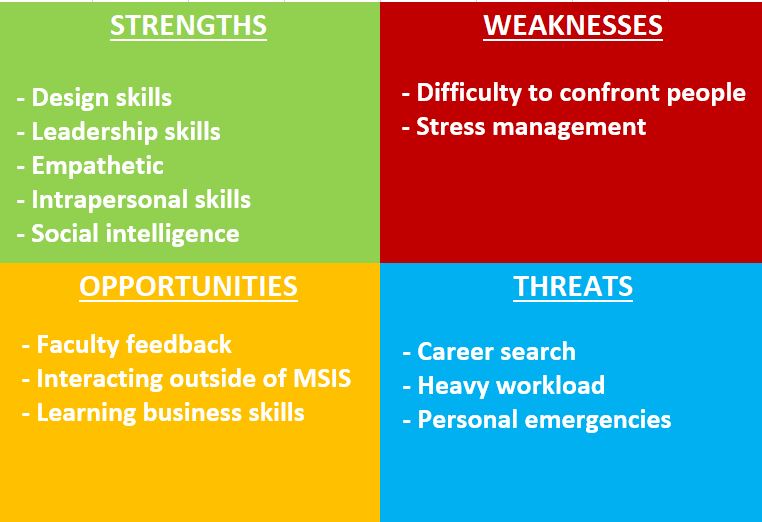 STRENGTHS
- Design skills
- Leadership skills
- Empathetic
- Intrapersonal skills
- Social intelligence
WEAKNESSES
- Difficulty to confront people
- Stress management
OPPORTUNITIES
- Faculty feedback
- Interacting outside of MSIS
- Learning business skills
THREATS
- Career search
- Heavy workload
- Personal emergencies